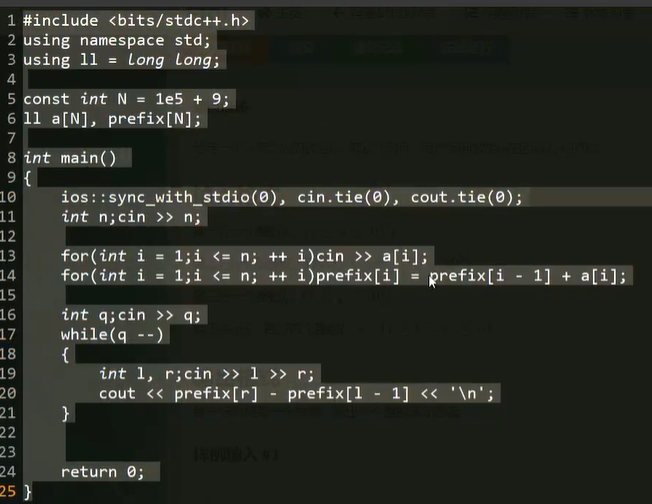 1 #include <bits/stdc++.h>
2 using namespace std;
3 using ll = long long;
4
5 const int N = 1e5 + 9;
6 ll a[N], prefix[N];
7
8 int main()
9 {
10     ios::sync_with_stdio(0), cin.tie(0), cout.tie(0);
11     int n;cin >> n;
12
13     for(int i = 1;i <= n; ++ i)cin >> a[i];
14     for(int i = 1;i <= n; ++ i)prefix[i] = prefix[i - 1] + a[i];
15
16     int q;cin >> q;
17     while(q --)
18     {
19         int l, r;cin >> l >> r;
20         cout << prefix[r] - prefix[l - 1] << '\n';
21     }
22
23
24     return 0;
25 }